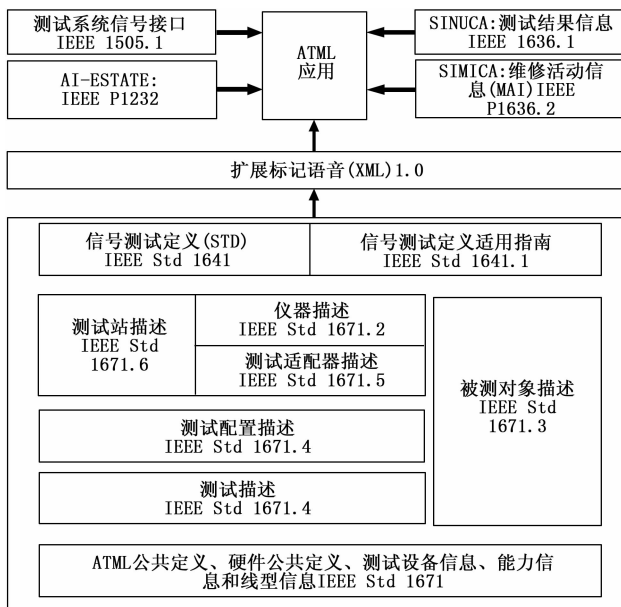 测试系统信号接口
IEEE 1505.1
AI-ESTATE:
IEEE P1232
ATML
应用
SINUCA:测试结果信息
IEEE 1636.1
SIMICA:维修活动信
息(MAI)IEEE
P1636.2
扩展标记语音(XML)1.0
信号测试定义(STD)
IEEE Std 1641
信号测试定义适用指南
IEEE Std 1641.1
测试站描述
IEEE Std
1671.6
仪器描述
IEEE Std 1671.2
测试适配器描述
IEEE Std 1671.5
被测对象描述
IEEE Std
1671.3
测试配置描述
IEEE Std 1671.4
测试描述
IEEE Std 1671.4
ATML公共定义、硬件公共定义、测试设备信息、能力信
息和线型信息IEEE Std 1671